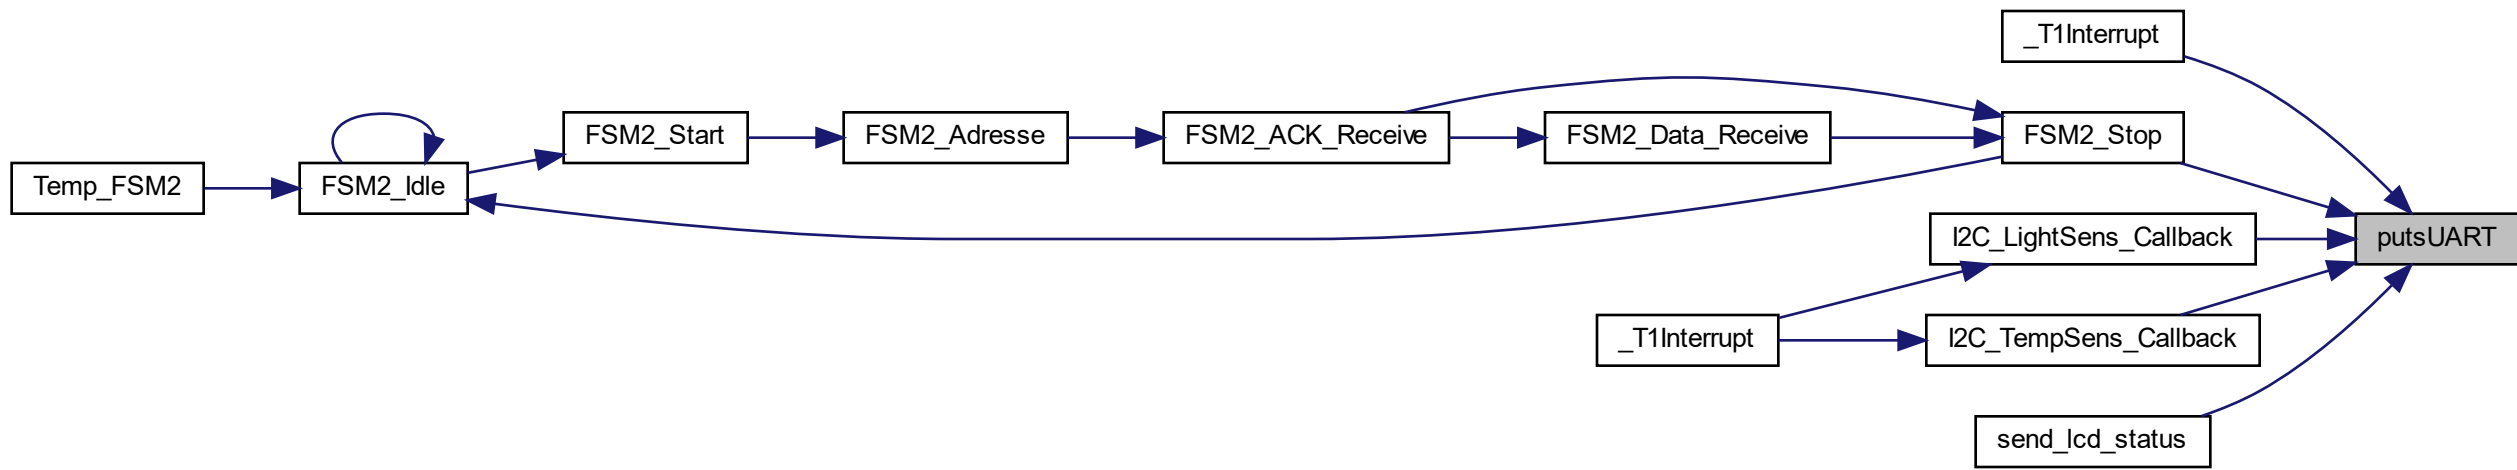 _T1Interrupt
FSM2_Start
FSM2_Adresse
FSM2_ACK_Receive
FSM2_Data_Receive
FSM2_Stop
Temp_FSM2
FSM2_Idle
I2C_LightSens_Callback
putsUART
_T1Interrupt
I2C_TempSens_Callback
send_lcd_status